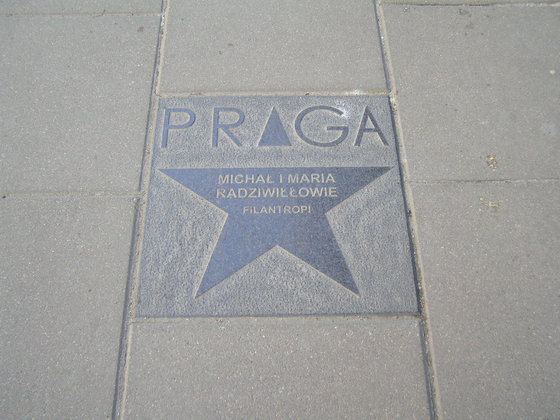 PRAGA
MICHAŁ I MARIA
RADZIWIŁŁOWIE
FILANTROPI